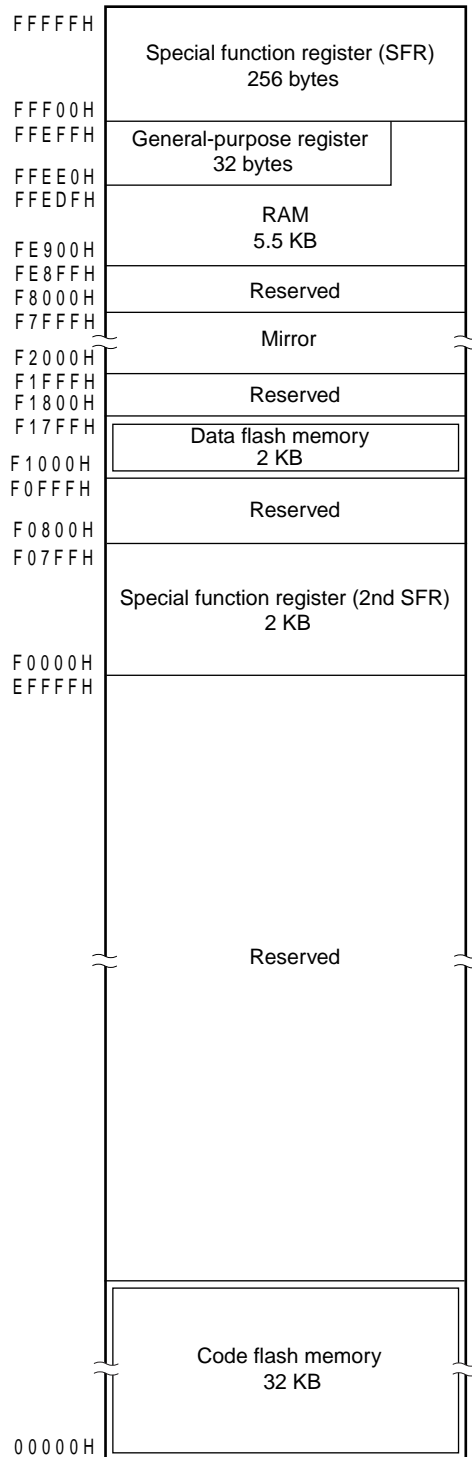 FFFFFH
Special function register (SFR)
256 bytes
FFF00H
FFEFFH
General-purpose register
32 bytes
FFEE0H
FFEDFH
RAM
5.5 KB
FE900H
FE8FFH
Reserved
F8000H
F7FFFH
Mirror
F2000H
F1FFFH
Reserved
F1800H
F17FFH
Data flash memory
2 KB
F1000H
F0FFFH
Reserved
F0800H
F07FFH
Special function register (2nd SFR)
2 KB
F0000H
EFFFFH
Reserved
Code flash memory
32 KB
00000H